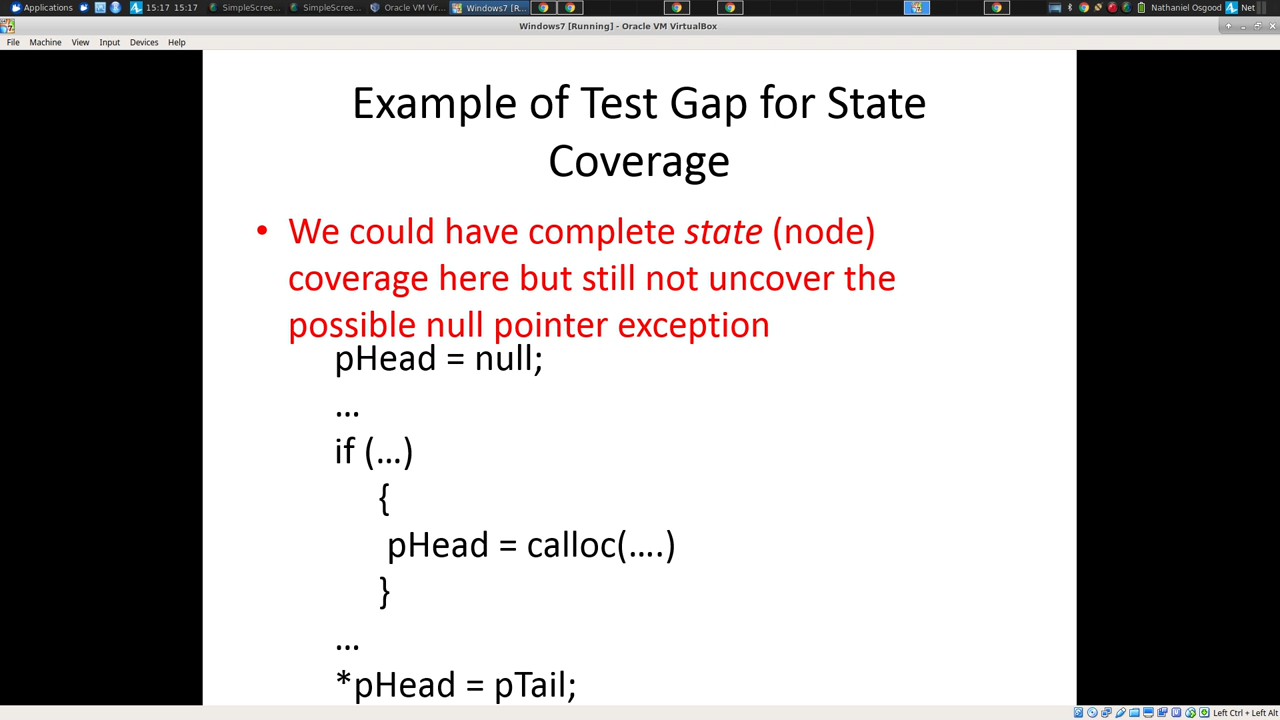 Applications 15:17 15:17 SimpleScree... SimpleScree... Oracle VM Vir... Windows7 [R... Nathaniel Osgood Net
Windows7 [Running] - Oracle VM VirtualBox
File Machine View Input Devices Help
Example of Test Gap for State
Coverage
• We could have complete state (node)
coverage here but still not uncover the
possible null pointer exception
pHead = null;
…
if (…)
{
pHead = calloc(….)
}
…
*pHead = pTail;
Left Ctrl + Left Alt